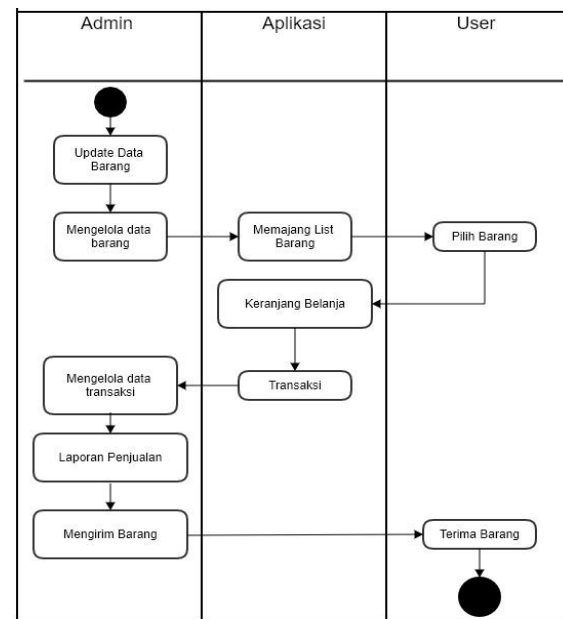 Admin
Aplikasi
User
Update Data
Barang
Mengelola data
barang
Memajang List
Barang
Pilih Barang
Keranjang Belanja
Transaksi
Mengelola data
transaksi
Laporan Penjualan
Mengirim Barang
Terima Barang